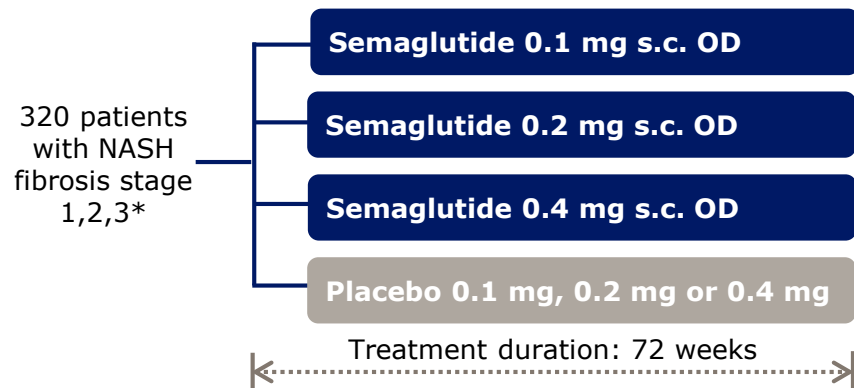 320 patients
with NASH
fibrosis stage
1,2,3*
Semaglutide 0.1 mg s.c. OD
Semaglutide 0.2 mg s.c. OD
Semaglutide 0.4 mg s.c. OD
Placebo 0.1 mg, 0.2 mg or 0.4 mg
Treatment duration: 72 weeks